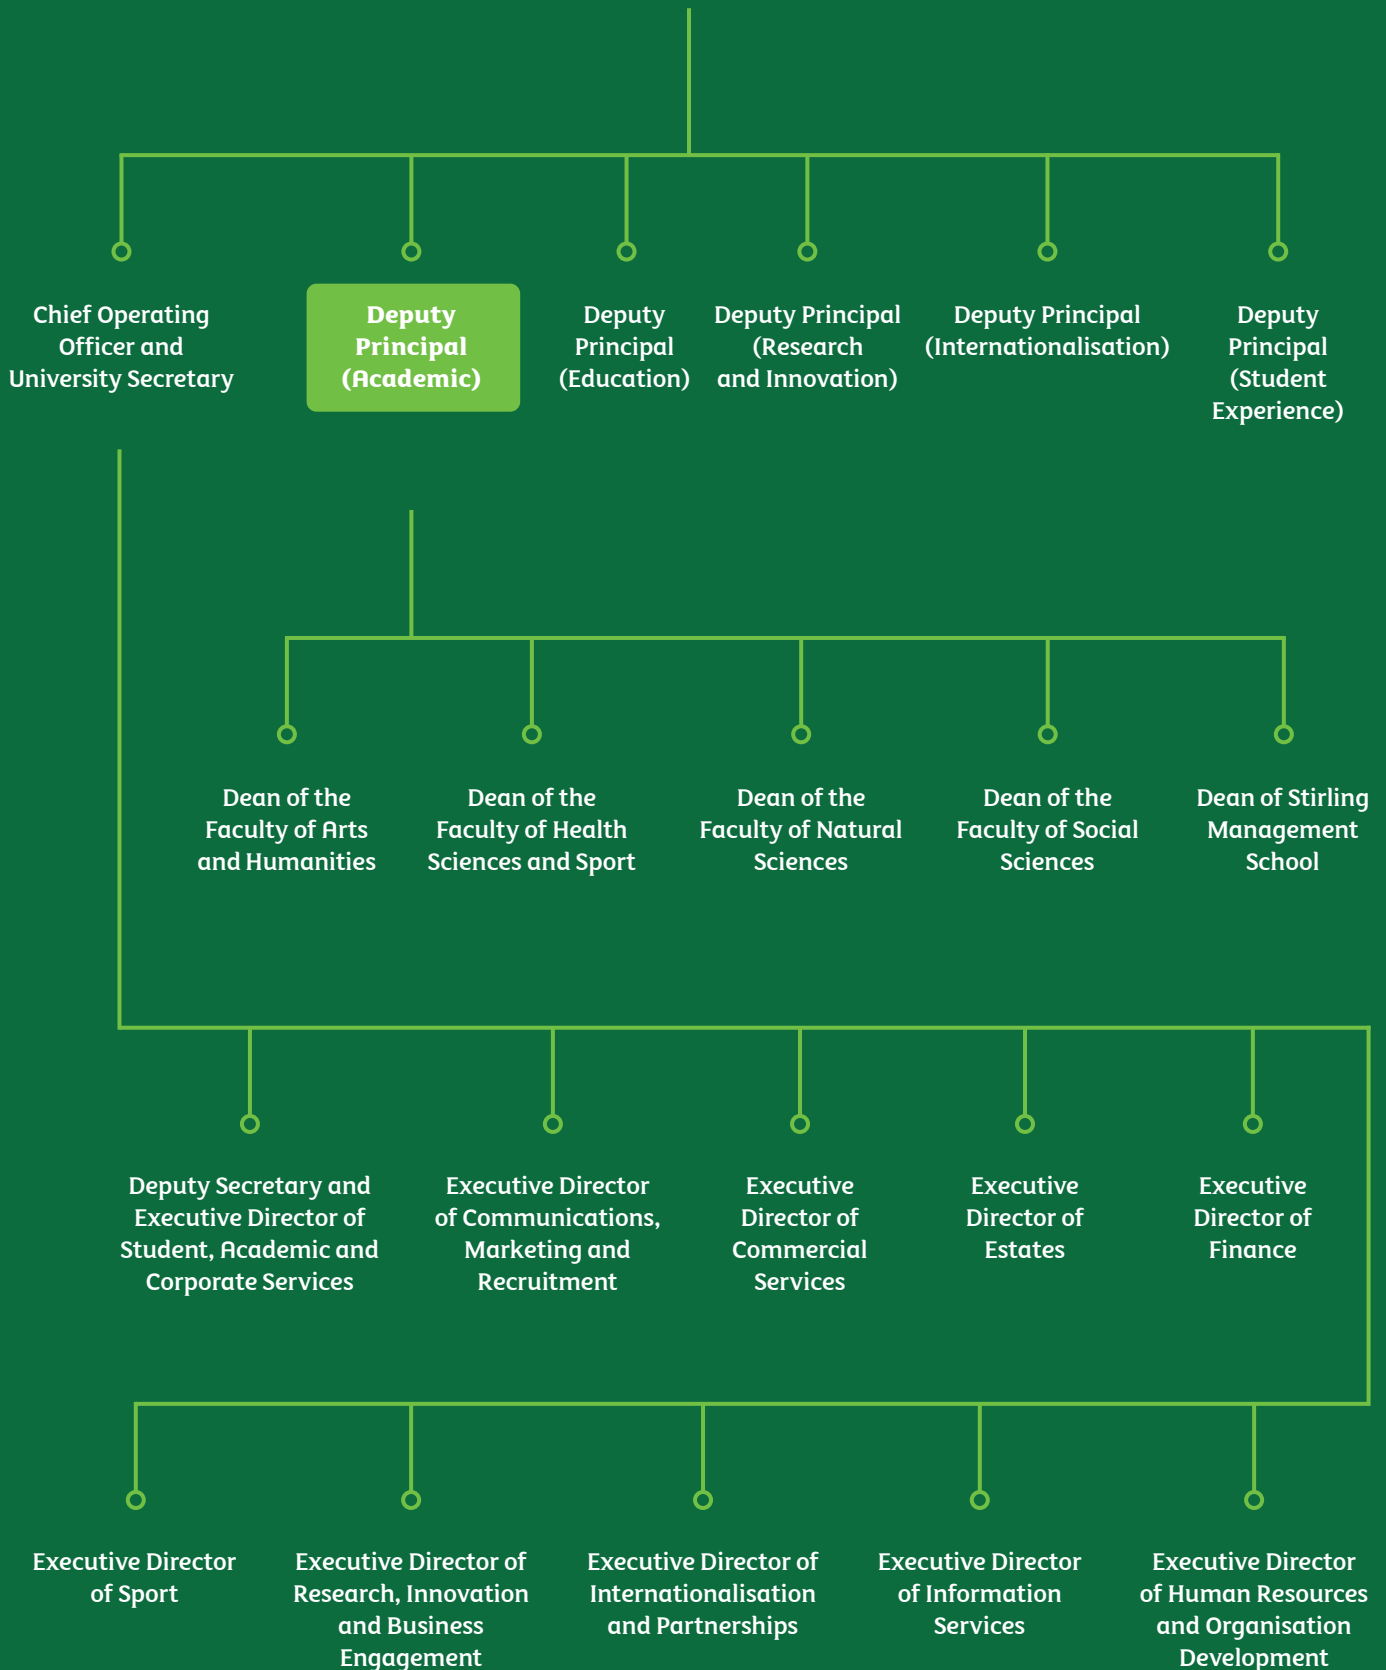 Chief Operating
Officer and
University Secretary
Deputy
Principal
(Academic)
Deputy
Principal
(Education)
Deputy Principal
(Research
and Innovation)
Deputy Principal
(Internationalisation)
Deputy
Principal
(Student
Experience)
Dean of the
Faculty of Arts
and Humanities
Dean of the
Faculty of Health
Sciences and Sport
Dean of the
Faculty of Natural
Sciences
Dean of the
Faculty of Social
Sciences
Dean of Stirling
Management
School
Deputy Secretary and
Executive Director of
Student, Academic and
Corporate Services
Executive Director
of Communications,
Marketing and
Recruitment
Executive
Director of
Commercial
Services
Executive
Director of
Estates
Executive
Director of
Finance
Executive Director
of Sport
Executive Director of
Research, Innovation
and Business
Engagement
Executive Director of
Internationalisation
and Partnerships
Executive Director
of Information
Services
Executive Director
of Human Resources
and Organisation
Development